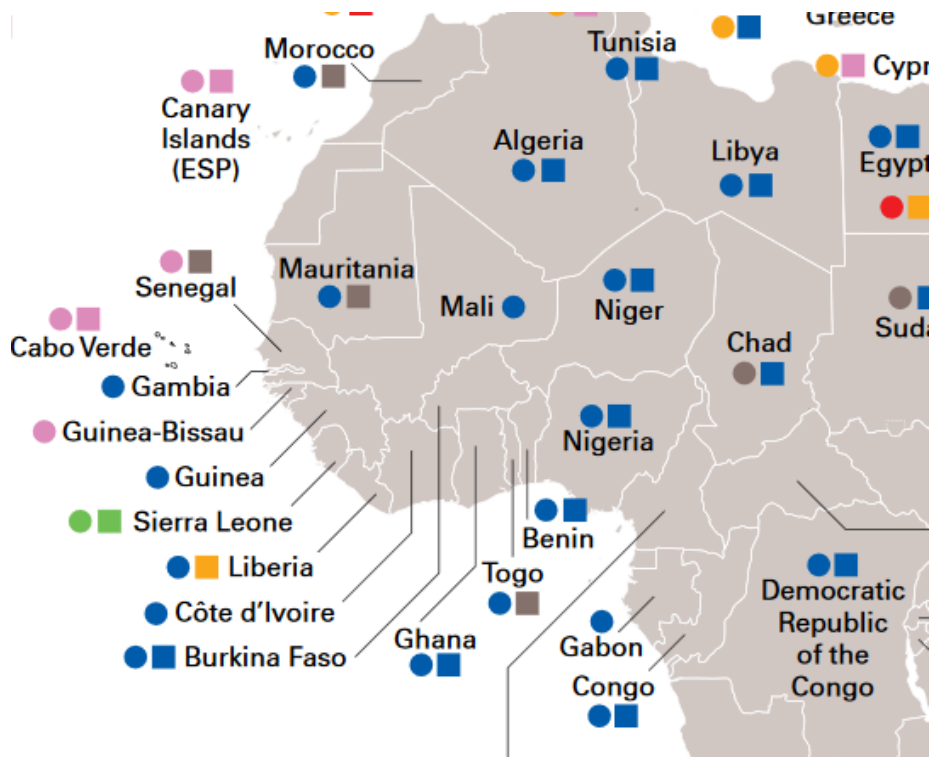 Greece
Morocco
Tunisia
Cypr
Canary
Islands
(ESP)
Algeria
Libya
Egypt
Senegal
Mauritania
Mali
Niger
Suda
Cabo Verde
Chad
Gambia
Guinea-Bissau
Nigeria
Guinea
Sierra Leone
Benin
Liberia
Togo
Côte d'Ivoire
Ghana
Burkina Faso
Gabon
Congo
Democratic
Republic
of the
Congo